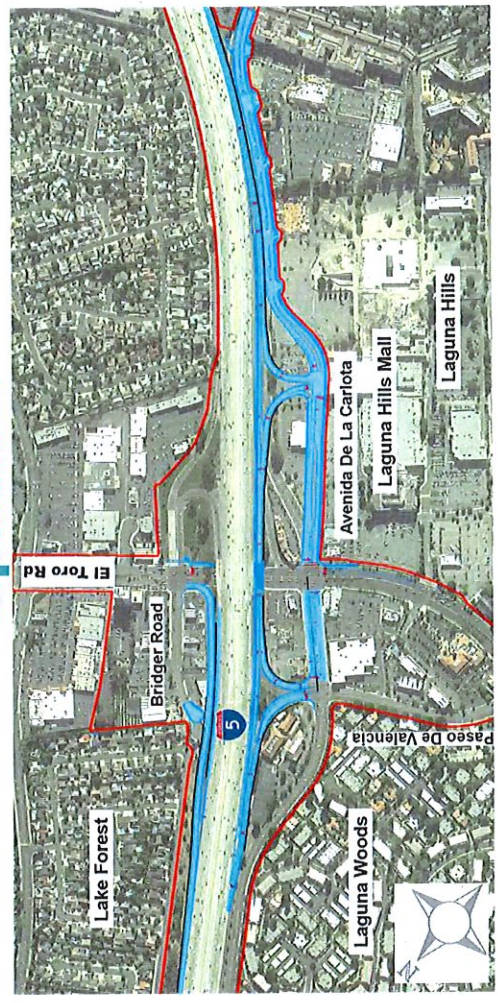 El Toro Rd
Lake Forest
Bridger Road
5
Avenida De La Carlota
Laguna Hills Mall
Laguna Hills
Paseo De Valencia
Laguna Woods
N